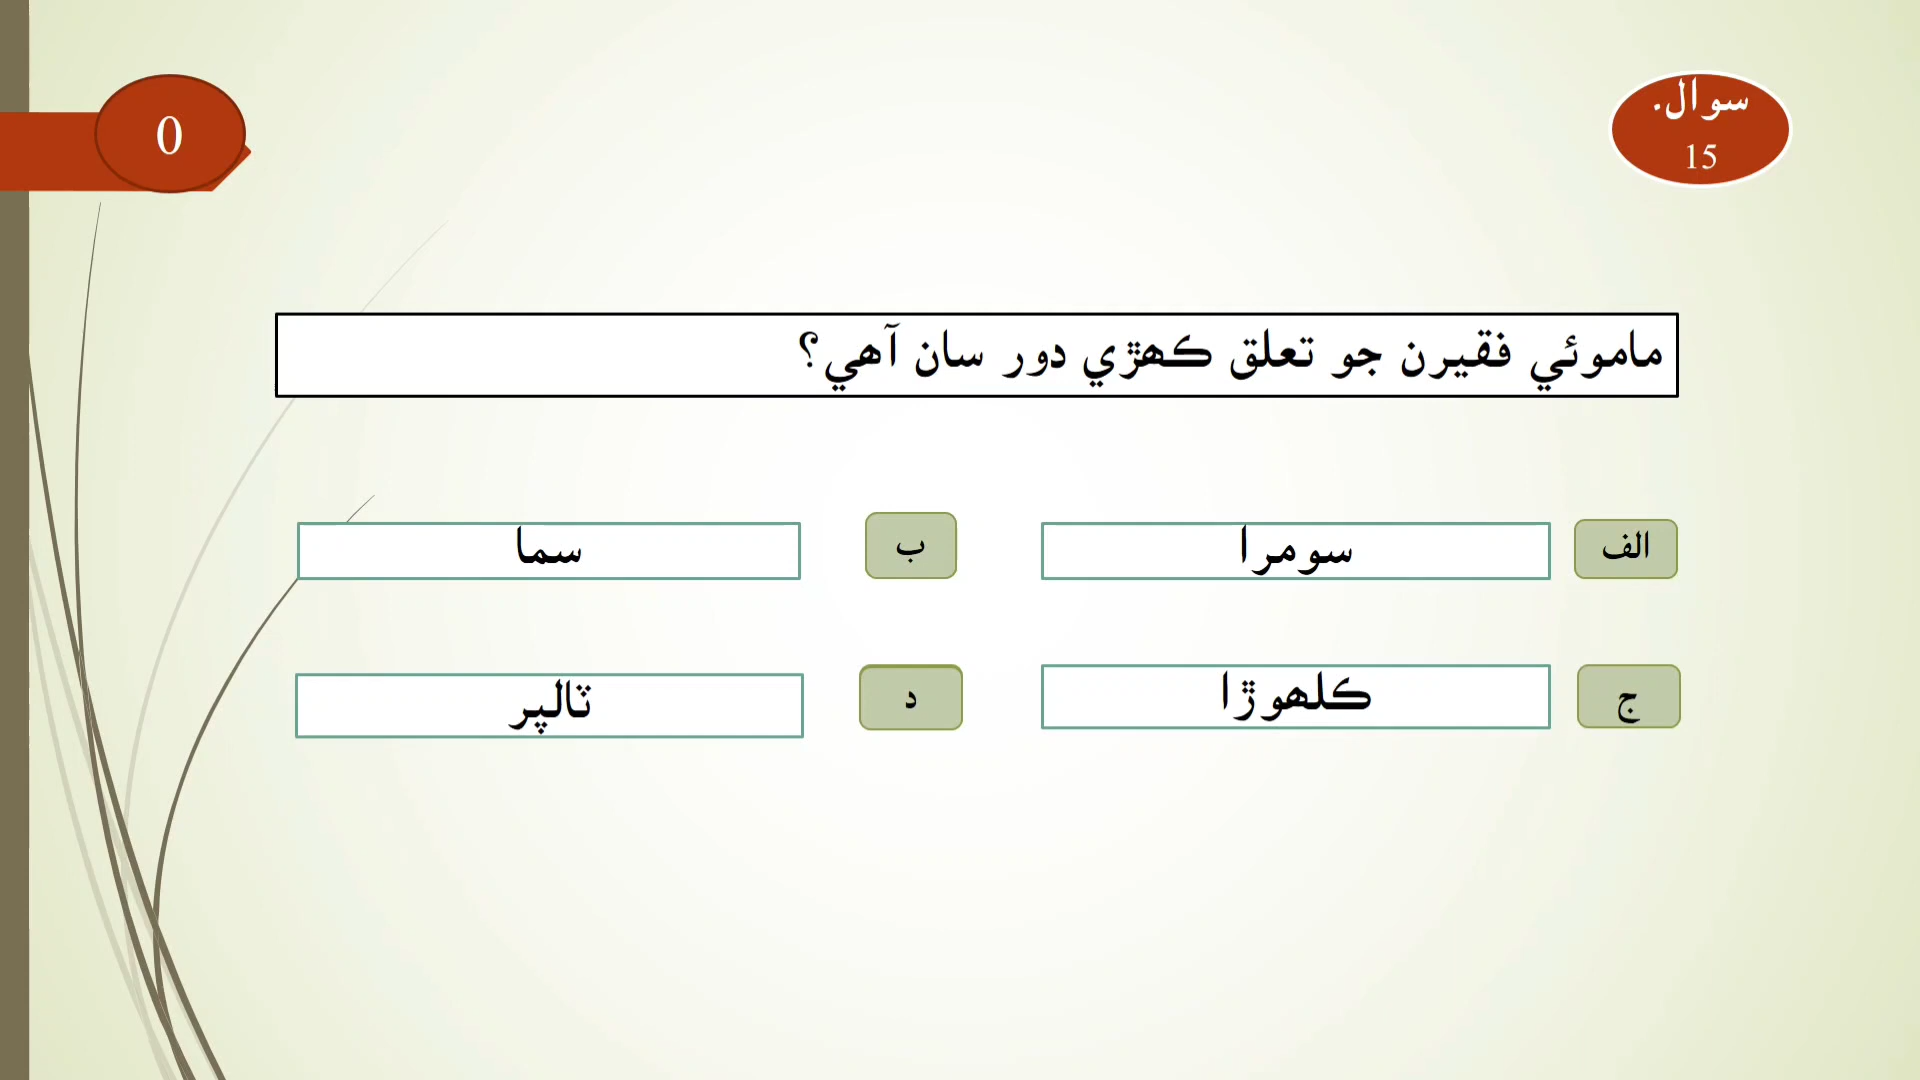 سوال.
15
0
ماموئي فقيرن جو تعلق ڪهڙي دور سان آهي؟
الف
سومرا
ب
سما
ج
ڪلهوڙا
د
ٽالپر